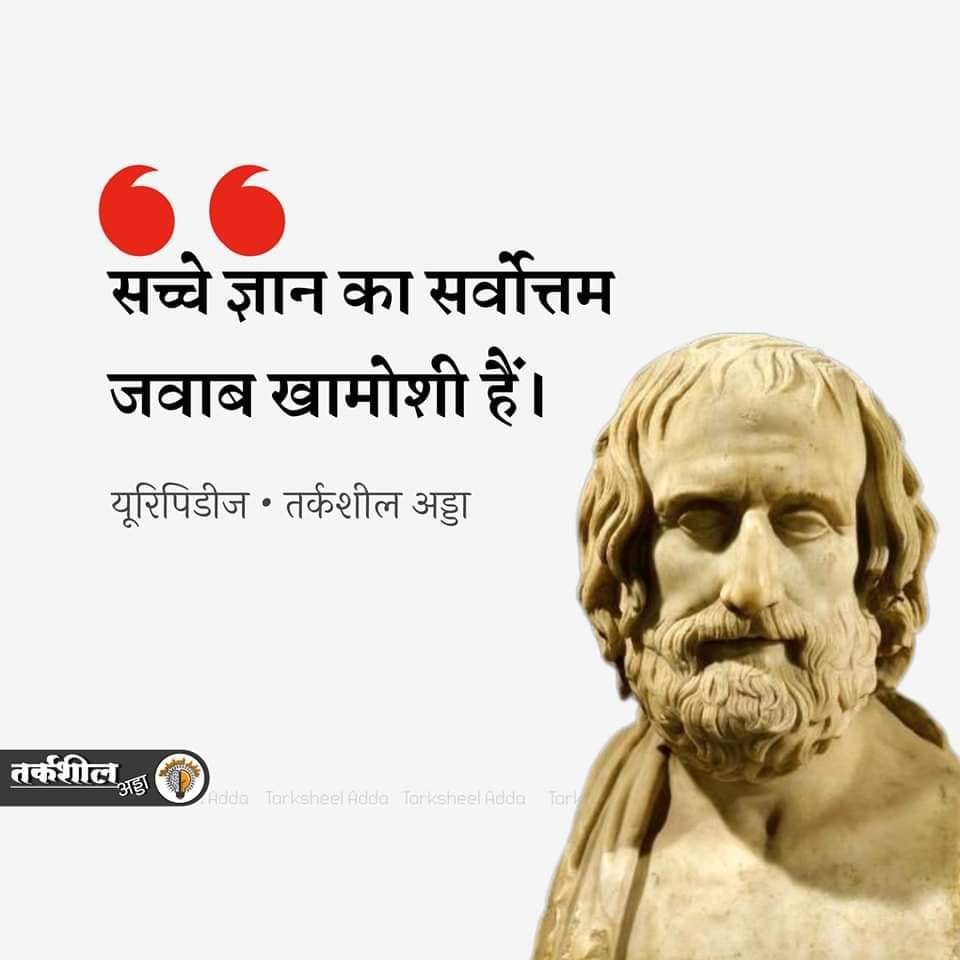 सच्चे ज्ञान का सर्वोत्तम
जवाब खामोशी हैं।
यूरिपिडीज • तर्कशील अड्डा
तर्कशील
अड्डा
Adda Tarksheel Adda Tarksheel Adda